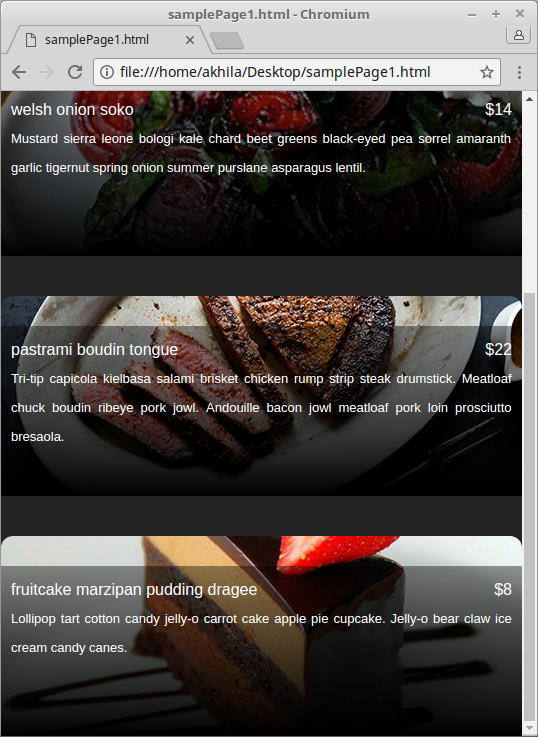 samplePage1.html - Chromium
samplePage1.html
file:///home/akhila/Desktop/samplePage1.html
welsh onion soko $14
Mustard sierra leone bologi kale chard beet greens black-eyed pea sorrel amaranth
garlic tigernut spring onion summer purslane asparagus lentil.
pastrami boudin tongue $22
Tri-tip capicola kielbasa salami brisket chicken rump strip steak drumstick. Meatloaf
chuck boudin ribeye pork jowl. Andouille bacon jowl meatloaf pork loin prosciutto
bresaola.
fruitcake marzipan pudding dragee $8
Lollipop tart cotton candy jelly-o carrot cake apple pie cupcake. Jelly-o bear claw ice
cream candy canes.